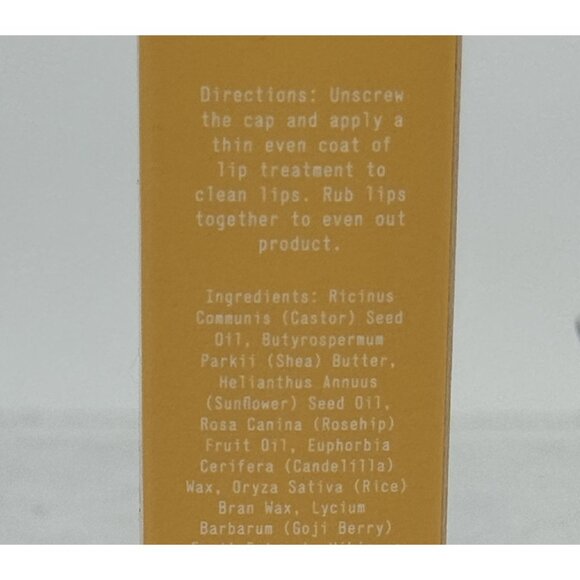 Directions: Unscrew
the cap and apply a
thin even coat of
lip treatment to
clean lips. Rub lips
together to even out
product.
Ingredients: Ricinus
Communis (Castor) Seed
Oil, Butyrospermum
Parkii (Shea) Butter,
Helianthus Annuus
(Sunflower) Seed Oil,
Rosa Canina (Rosehip)
Fruit Oil, Euphorbia
Cerifera (Candelilla)
Wax, Oryza Sativa (Rice)
Bran Wax, Lycium
Barbarum (Goji Berry)